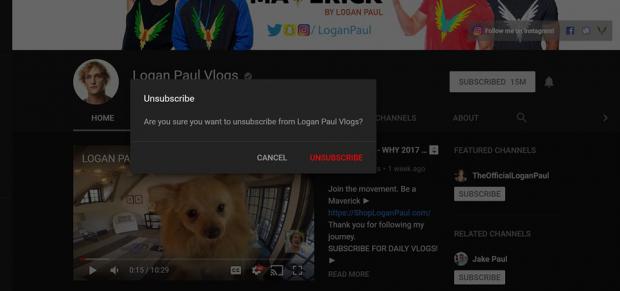 MAVERICK
BY LOGAN PAUL
/LoganPaul
Follow me on Instagram!
Logan Paul Vlogs
SUBSCRIBED 15M
HOME
CHANNELS
ABOUT
Unsubscribe
Are you sure you want to unsubscribe from Logan Paul Vlogs?
CANCEL
UNSUBSCRIBE
LOGAN PA
0:15 / 10:29
- WHY 2017 ...
• 1 week ago
Join the movement. Be a
Maverick ►
https://ShopLoganPaul.com/
Thank you for following my
journey.
SUBSCRIBE FOR DAILY VLOGS!
►
READ MORE
FEATURED CHANNELS
TheOfficialLoganPaul
SUBSCRIBE
RELATED CHANNELS
Jake Paul
SUBSCRIBE